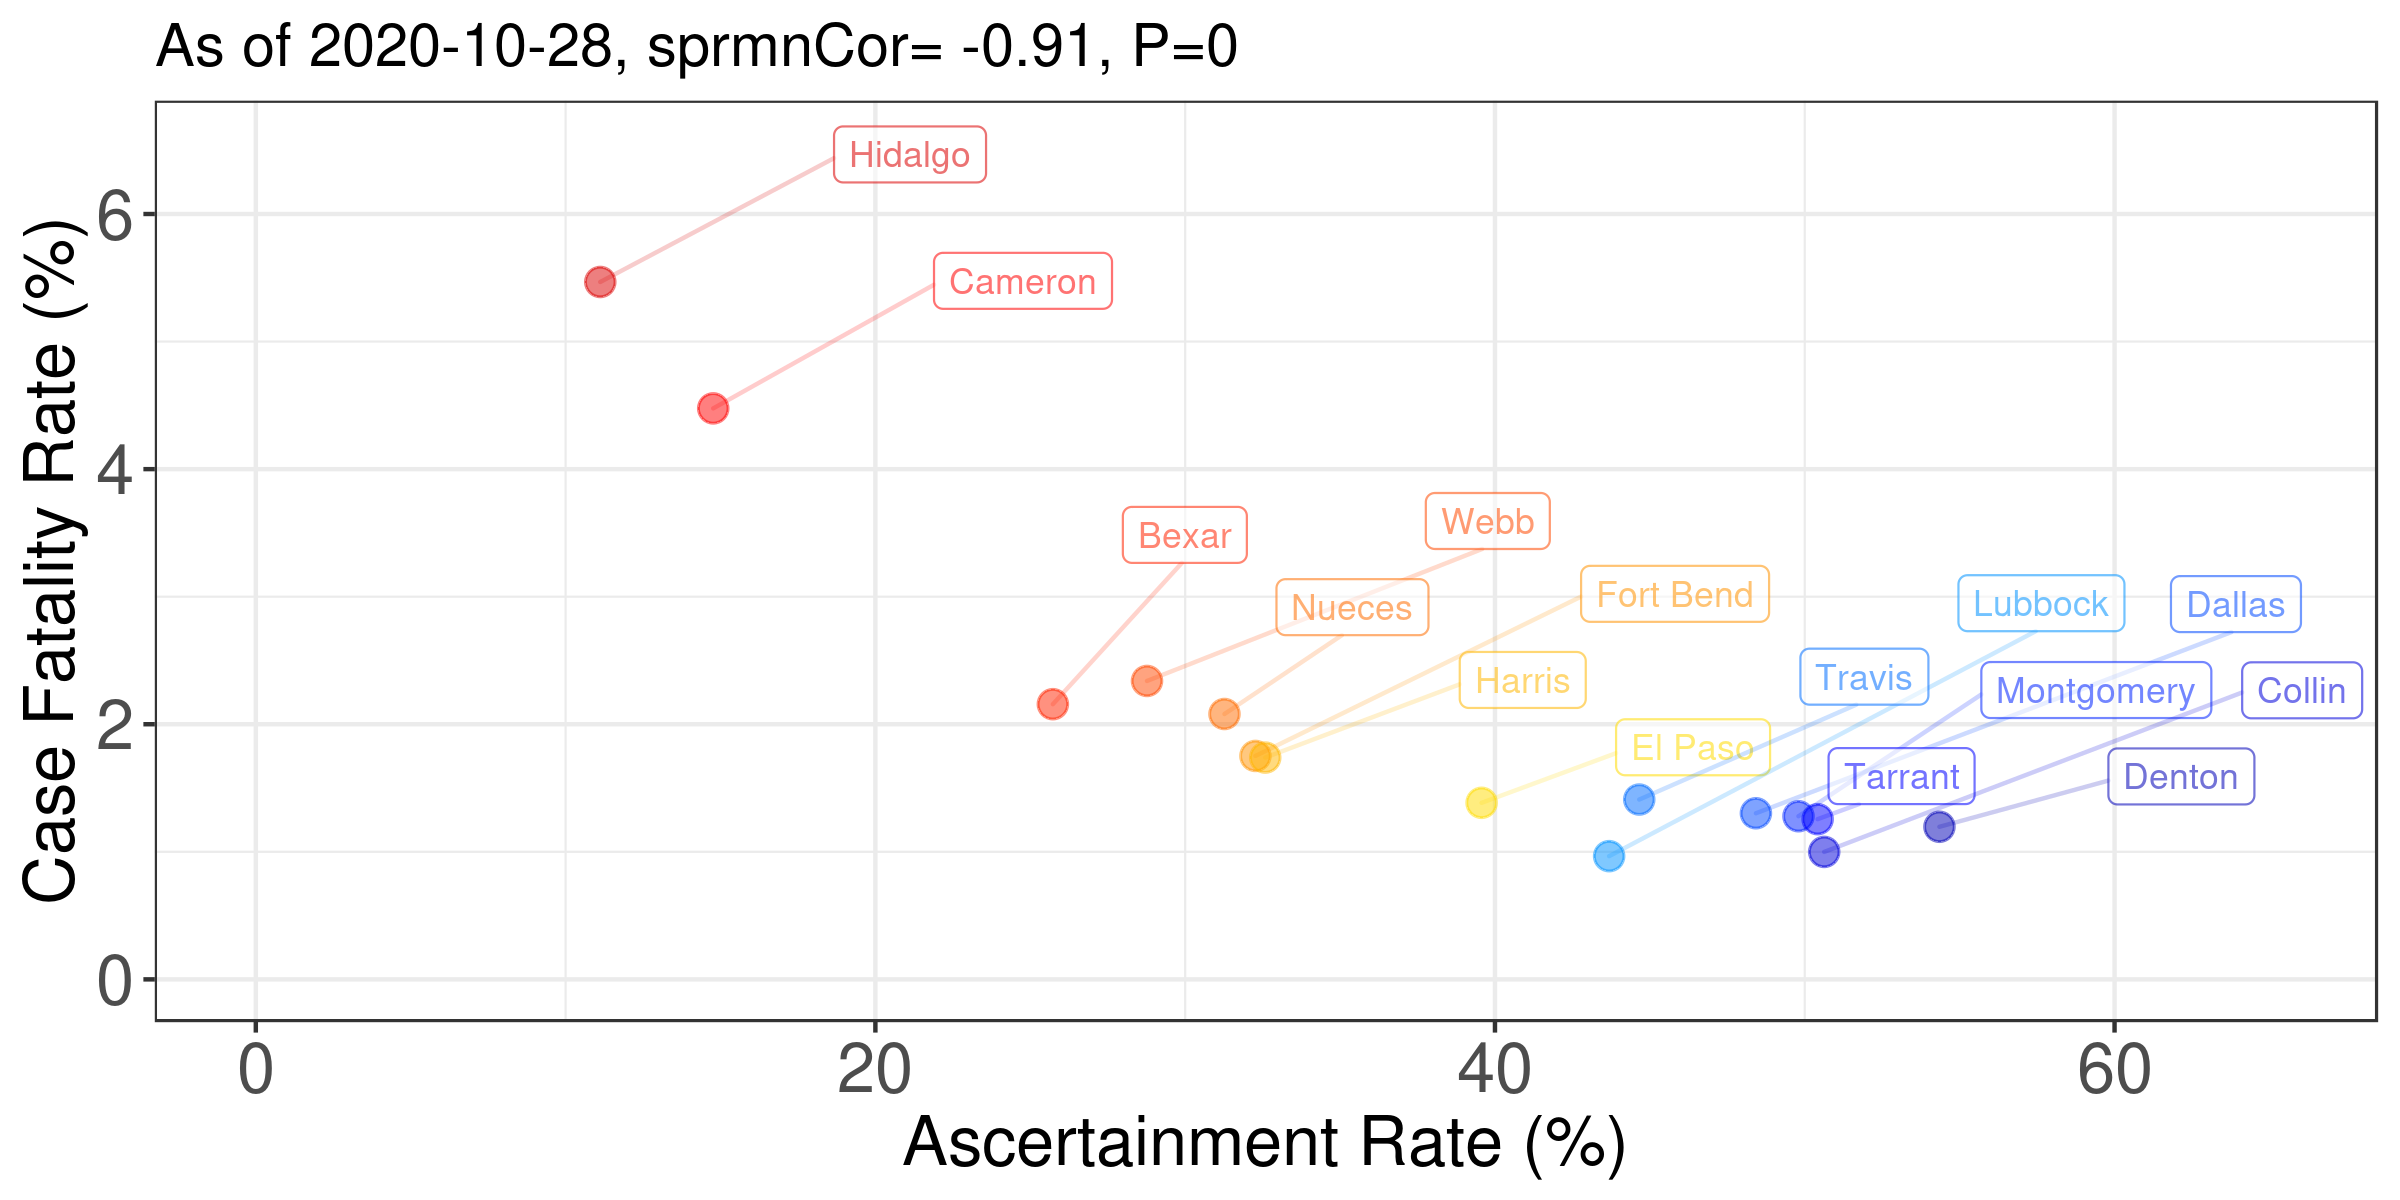 As of 2020-10-28, sprmnCor= -0.91, P=0
Case Fatality Rate (%)
6
4
2
0
Hidalgo
Cameron
Bexar
Webb
Nueces
Fort Bend
Harris
El Paso
Lubbock
Dallas
Travis
Montgomery
Collin
Tarrant
Denton
0 20 40 60
Ascertainment Rate (%)